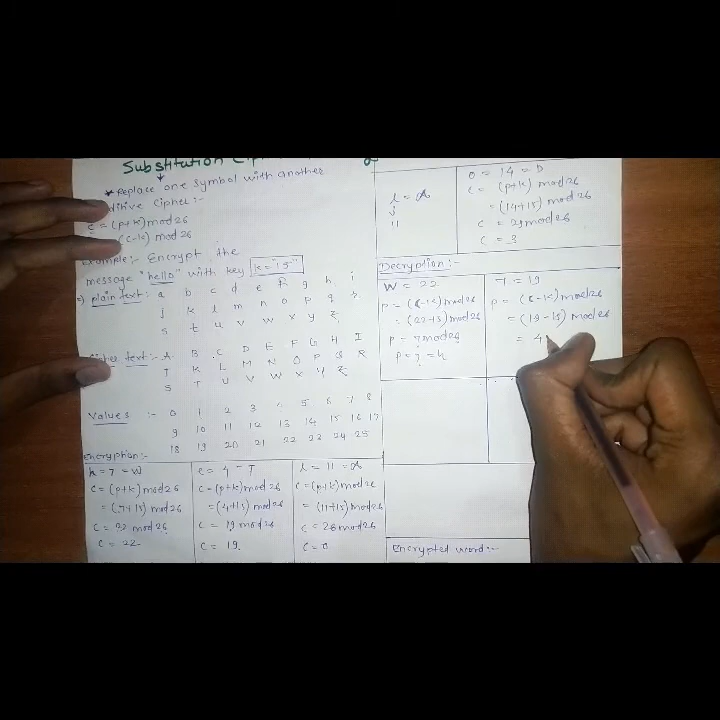 Substitution
* Replace one symbol with another
itive Cipher:-
c = (p+k) mod 26
(c-k) mod 26
Example:- Encrypt the
message "hello" with key k="15"
plain text:- a b c d e f g h i
j k l m n o p q r
s t u v w x y z
cipher text:- A B C D E F G H I
J K L M N O P Q R
S T U V W X Y Z
Values :- 0 1 2 3 4 5 6 7 8
9 10 11 12 13 14 15 16 17
18 19 20 21 22 23 24 25
Encryption:-
h = 7 = W
c = (p+k) mod 26
= (7+15) mod 26
c = 22 mod 26
c = 22
e = 4 - T
c = (p+k) mod 26
= (4+15) mod 26
c = 19 mod 26
c = 19
l = 11 = A
c = (p+k) mod 26
= (11+15) mod 26
c = 26 mod 26
c = 0
l = A
11
o = 14 = D
c = (p+k) mod 26
= (14+15) mod 26
c = 29 mod 26
c = 3
Decryption:-
W = 22
p = (c-k) mod 26
= (22-15) mod 26
p = 7 mod 26
p = 7 = h
T = 19
p = (c-k) mod 26
= (19-15) mod 26
= 4
Encrypted word:-